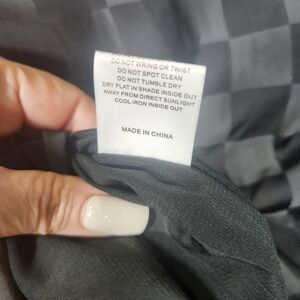 DO NOT WRING OR TWIST
DO NOT SPOT CLEAN
DO NOT TUMBLE DRY
DRY FLAT IN SHADE INSIDE OUT
AWAY FROM DIRECT SUNLIGHT
COOL IRON INSIDE OUT
MADE IN CHINA